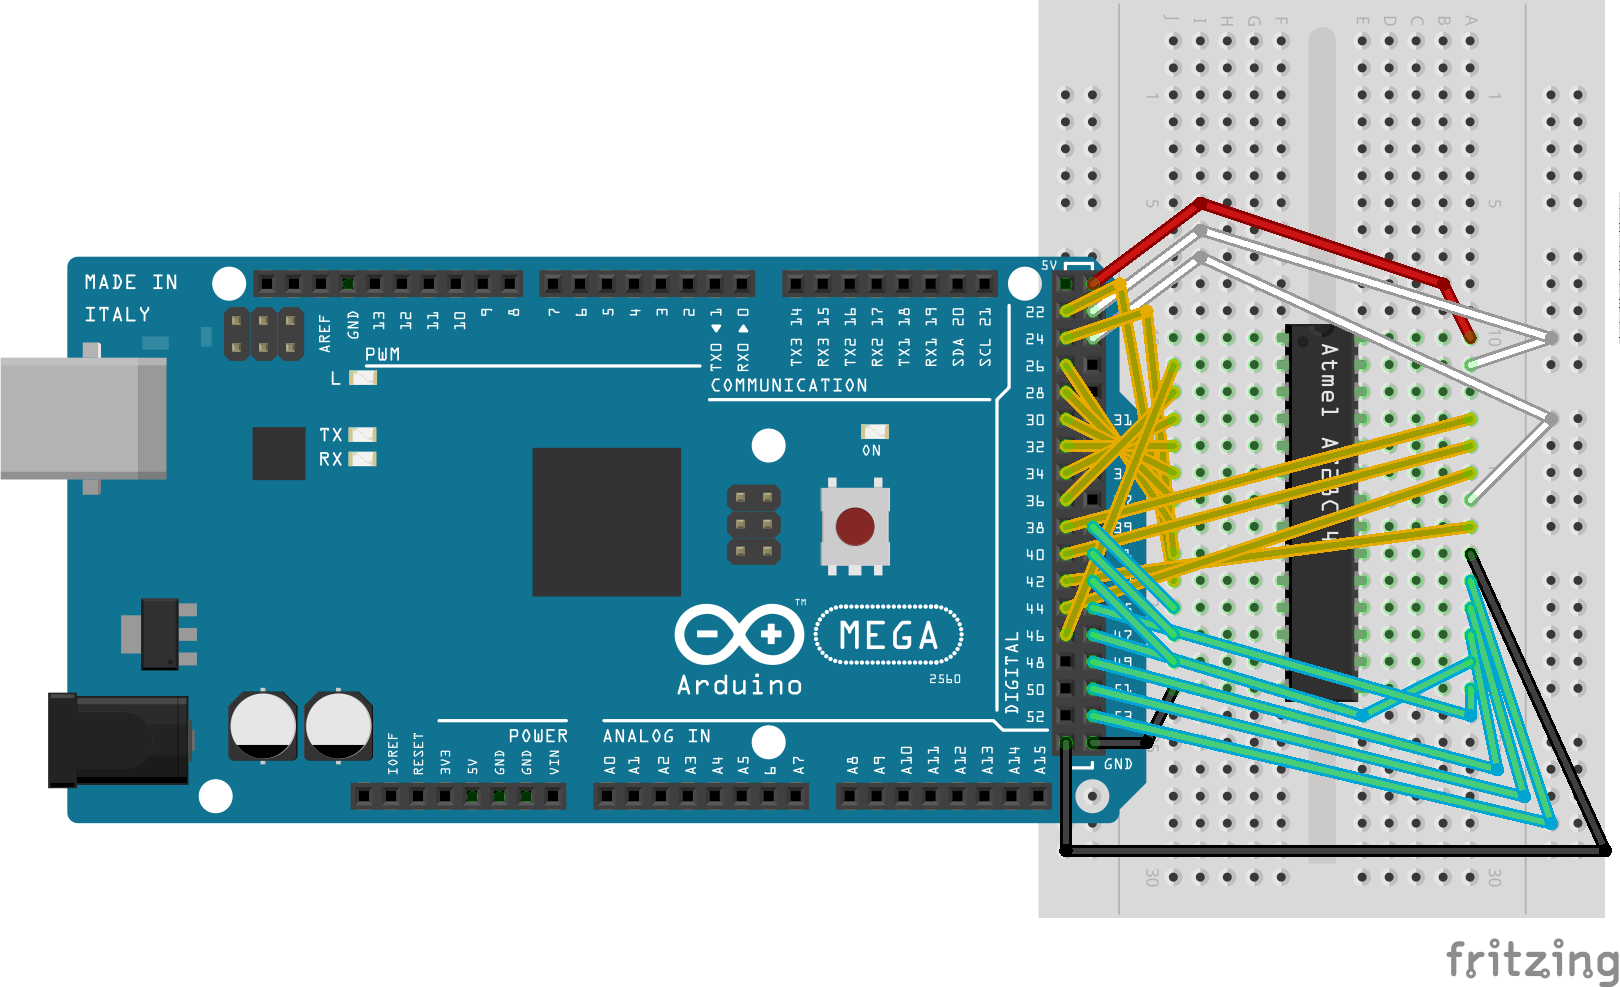 J I H G F E D C B A
1 1
5 5
MADE IN
ITALY
5V
AREF
GND
13
12
11
10
9
8
7
6
5
4
3
2
TX0 ▶ 1
RX0 ◀ 0
TX3 14
RX3 15
TX2 16
RX2 17
TX1 18
RX1 19
SDA 20
SCL 21
PWM
COMMUNICATION
L
TX
RX
ON
22
24
26
28
30 31
32
34
36
38 39
40
42
44
46 47
48 49
50 51
52 53
DIGITAL
Atmel
MEGA
TM
Arduino
2560
POWER
ANALOG IN
IOREF
RESET
3V3
5V
GND
GND
VIN
A0
A1
A2
A3
A4
A5
6
A7
A8
A9
A10
A11
A12
A13
A14
A15
GND
30 30
fritzing